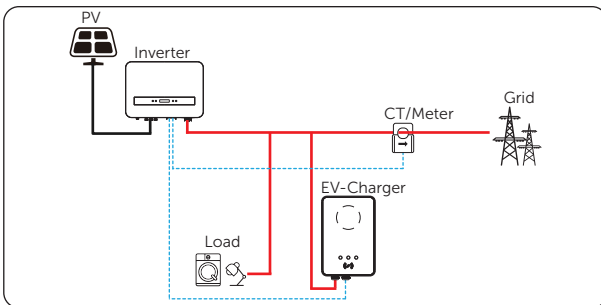 PV
Inverter
CT/Meter
Grid
EV-Charger
Load